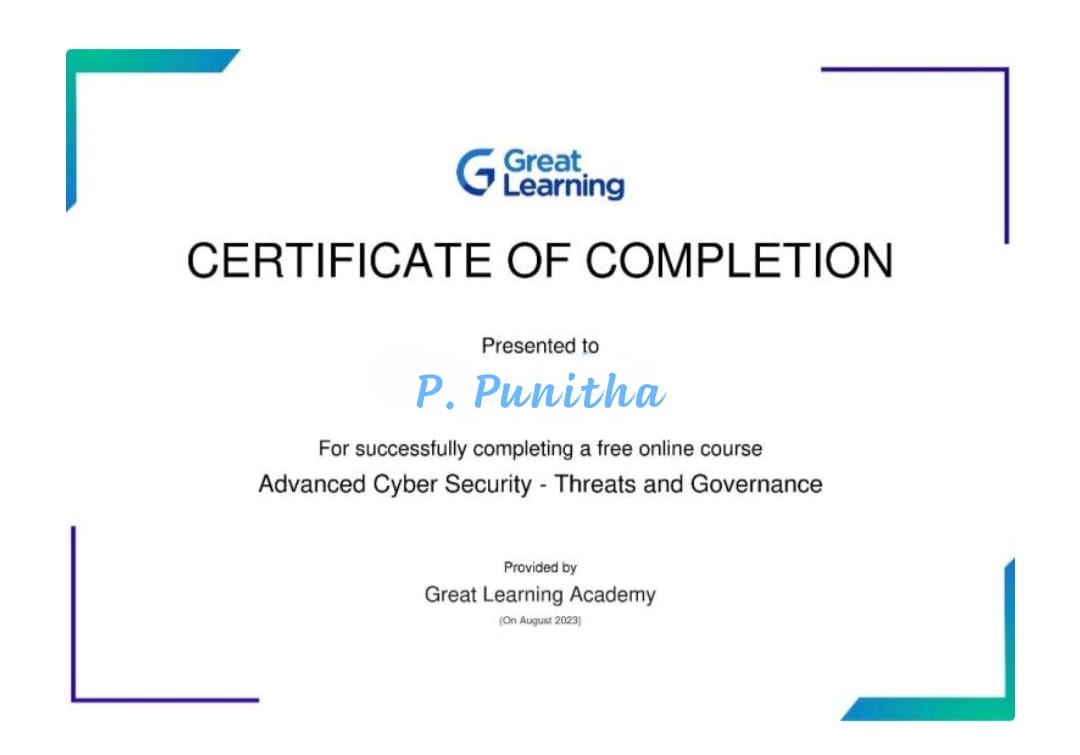 Great
Learning
CERTIFICATE OF COMPLETION
Presented to
P. Punitha
For successfully completing a free online course
Advanced Cyber Security - Threats and Governance
Provided by
Great Learning Academy
(On August 2023)